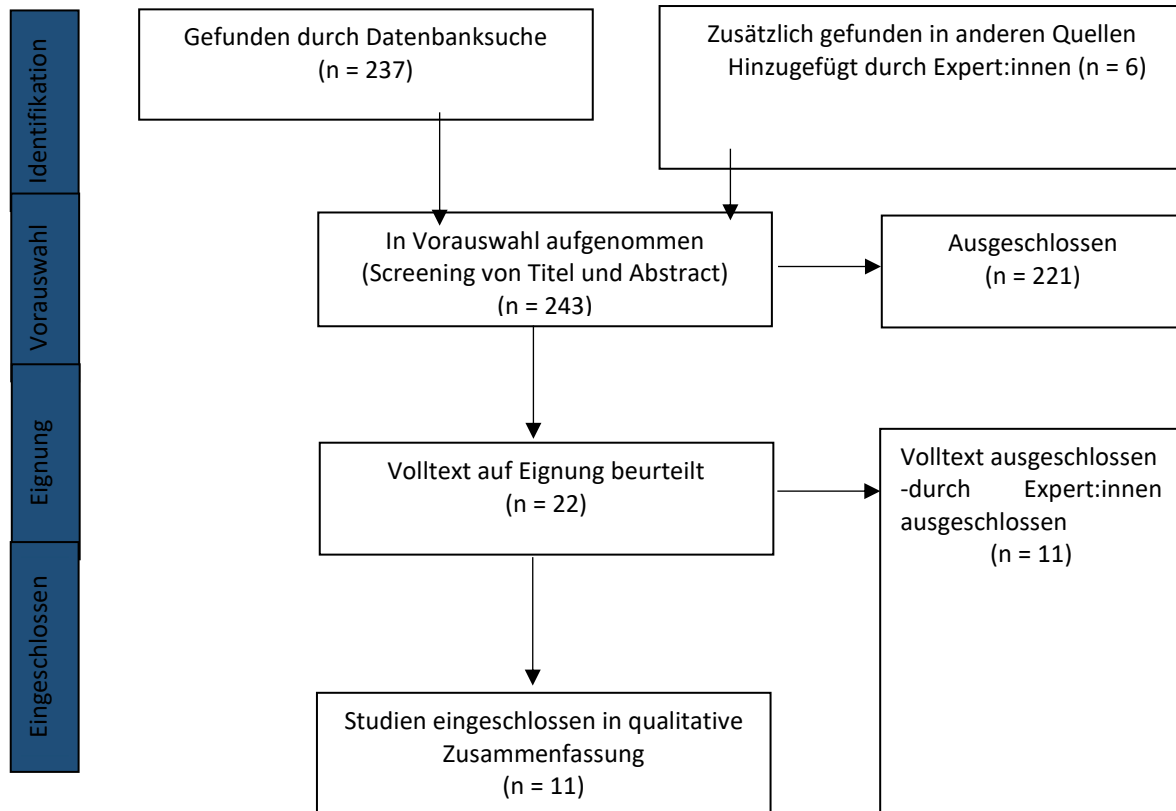 Identifikation
Gefunden durch Datenbanksuche
(n = 237)
Zusätzlich gefunden in anderen Quellen
Hinzugefügt durch Expert:innen (n = 6)
Vorauswahl
In Vorauswahl aufgenommen
(Screening von Titel und Abstract)
(n = 243)
Ausgeschlossen
(n = 221)
Eignung
Volltext auf Eignung beurteilt
(n = 22)
Volltext ausgeschlossen
-durch Expert:innen
ausgeschlossen
(n = 11)
Eingeschlossen
Studien eingeschlossen in qualitative
Zusammenfassung
(n = 11)